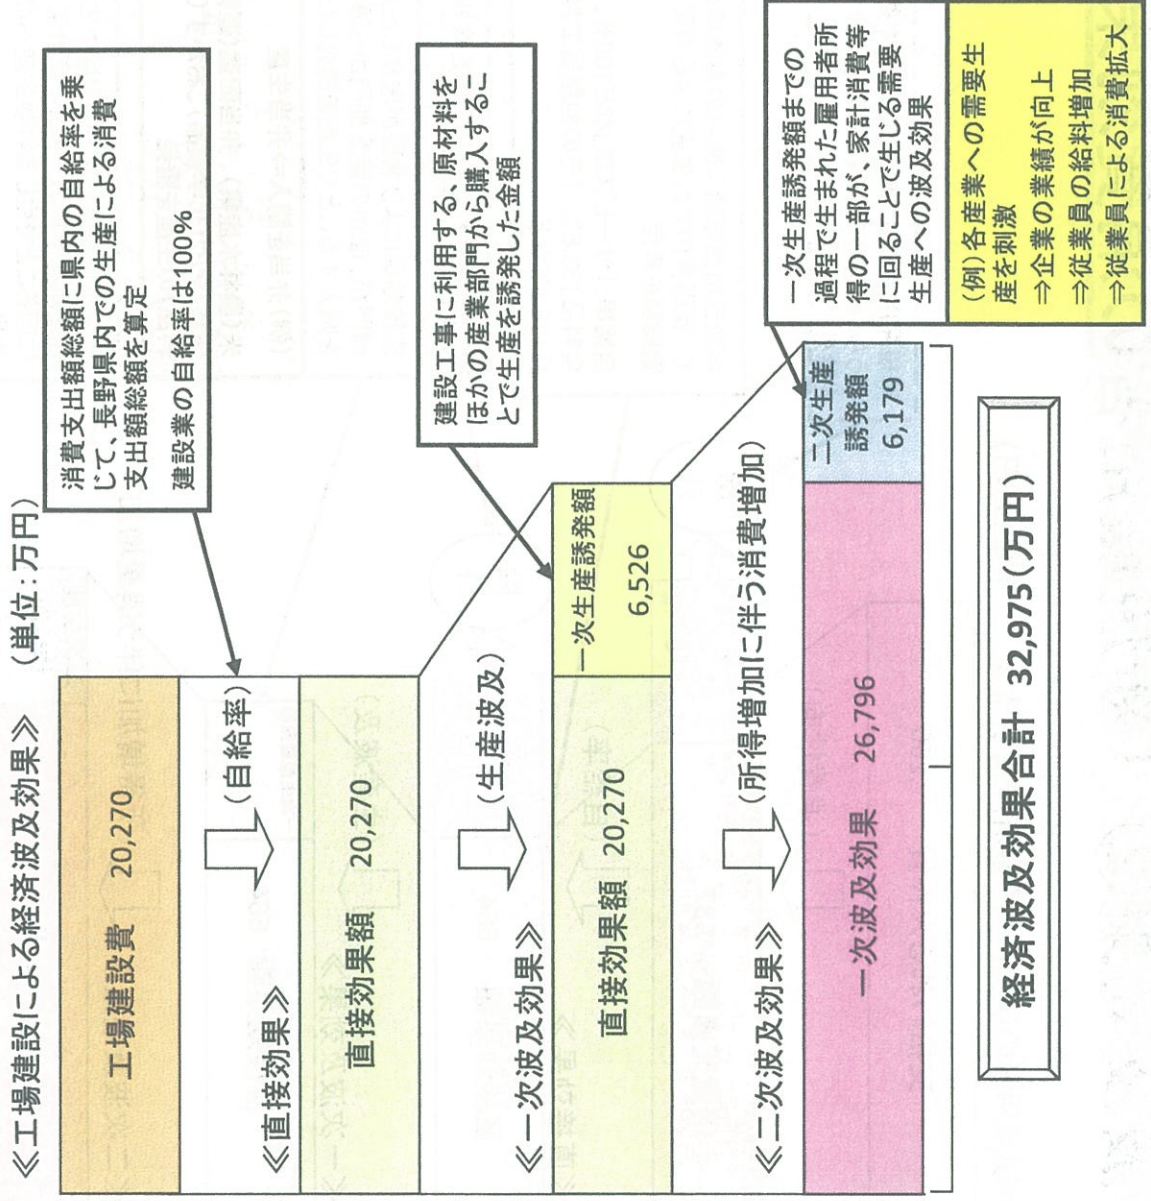 ≪工場建設による経済波及効果≫ （単位：万円）
工場建設費 20,270
消費支出額総額に県内の自給率を乗
じて、長野県内での生産による消費
支出額総額を算定
建設業の自給率は100％
（自給率）
≪直接効果≫
直接効果額 20,270
建設工事に利用する、原材料を
ほかの産業部門から購入するこ
とで生産を誘発した金額
（生産波及）
≪一次波及効果≫
直接効果額 20,270
一次生産誘発額
6,526
一次生産誘発額までの
過程で生まれた雇用者所
得の一部が、家計消費等
に回ることで生じる需要
生産への波及効果
（例）各産業への需要生
産を刺激
⇒企業の業績が向上
⇒従業員の給料増加
⇒従業員による消費拡大
（所得増加に伴う消費増加）
≪二次波及効果≫
一次波及効果 26,796
二次生産
誘発額
6,179
経済波及効果合計 32,975(万円)